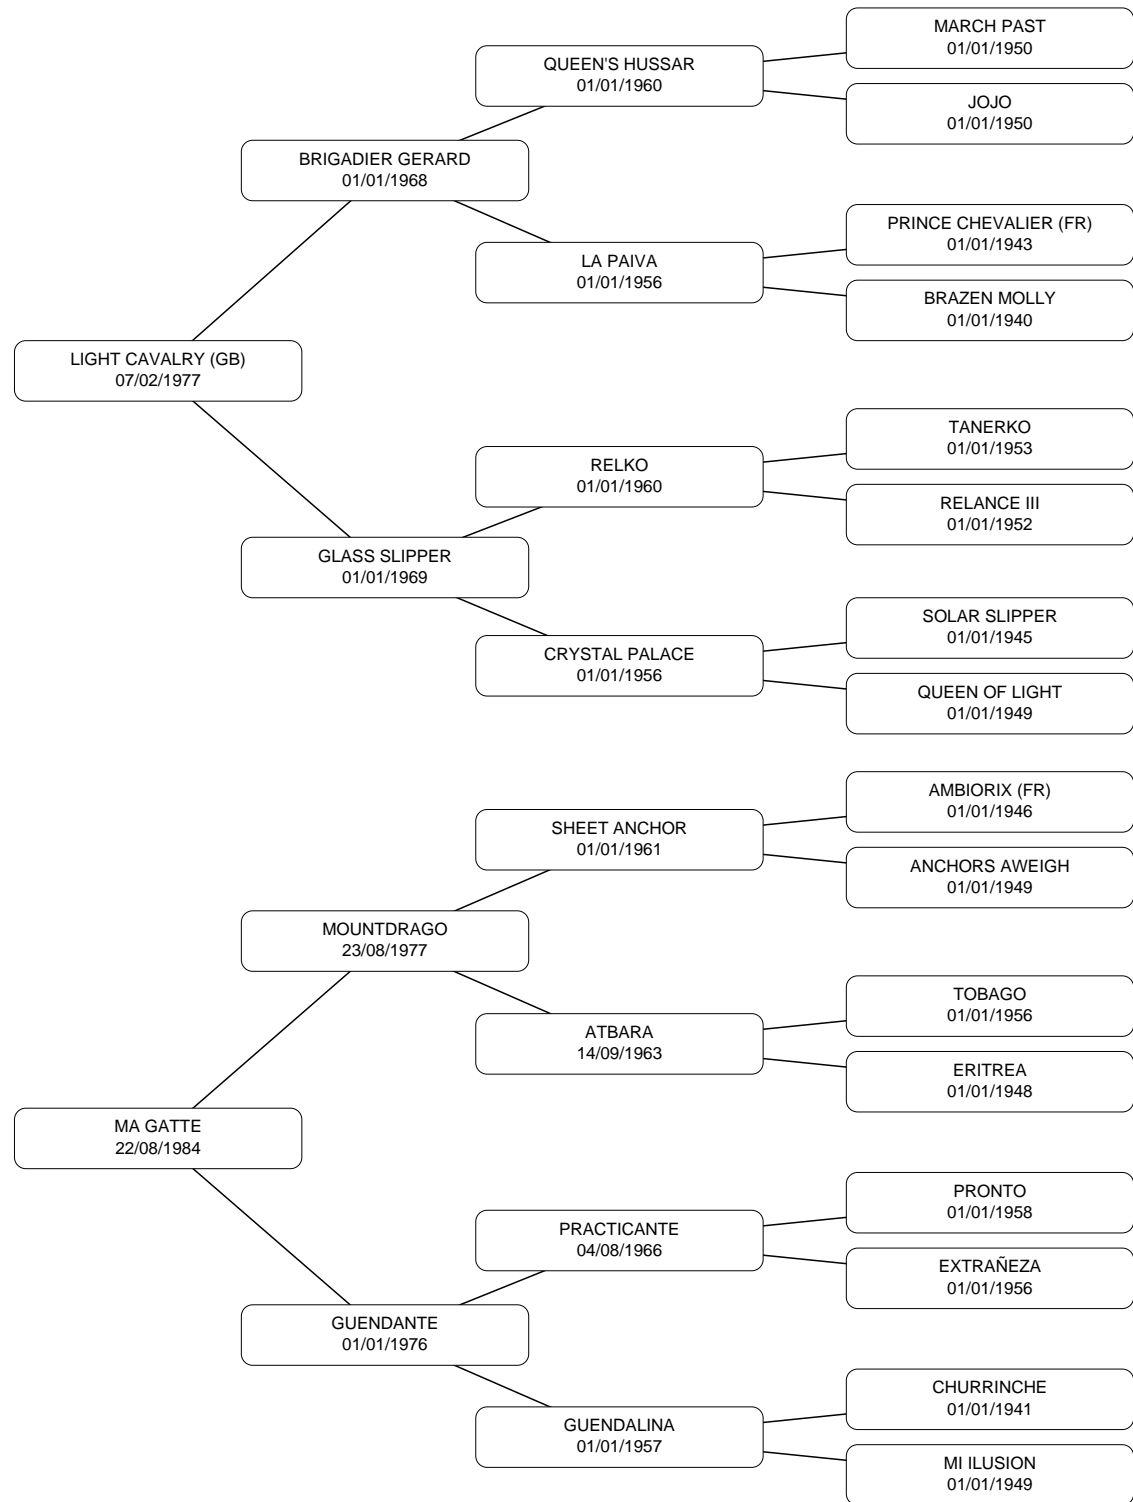 MARCH PAST
01/01/1950
QUEEN'S HUSSAR
01/01/1960
JOJO
01/01/1950
BRIGADIER GERARD
01/01/1968
PRINCE CHEVALIER (FR)
01/01/1943
LA PAIVA
01/01/1956
BRAZEN MOLLY
01/01/1940
LIGHT CAVALRY (GB)
07/02/1977
TANERKO
01/01/1953
RELKO
01/01/1960
RELANCE III
01/01/1952
GLASS SLIPPER
01/01/1969
SOLAR SLIPPER
01/01/1945
CRYSTAL PALACE
01/01/1956
QUEEN OF LIGHT
01/01/1949
AMBIORIX (FR)
01/01/1946
SHEET ANCHOR
01/01/1961
ANCHORS AWEIGH
01/01/1949
MOUNTDRAGO
23/08/1977
TOBAGO
01/01/1956
ATBARA
14/09/1963
ERITREA
01/01/1948
MA GATTE
22/08/1984
PRONTO
01/01/1958
PRACTICANTE
04/08/1966
EXTRAÑEZA
01/01/1956
GUENDANTE
01/01/1976
CHURRINCHE
01/01/1941
GUENDALINA
01/01/1957
MI ILUSION
01/01/1949